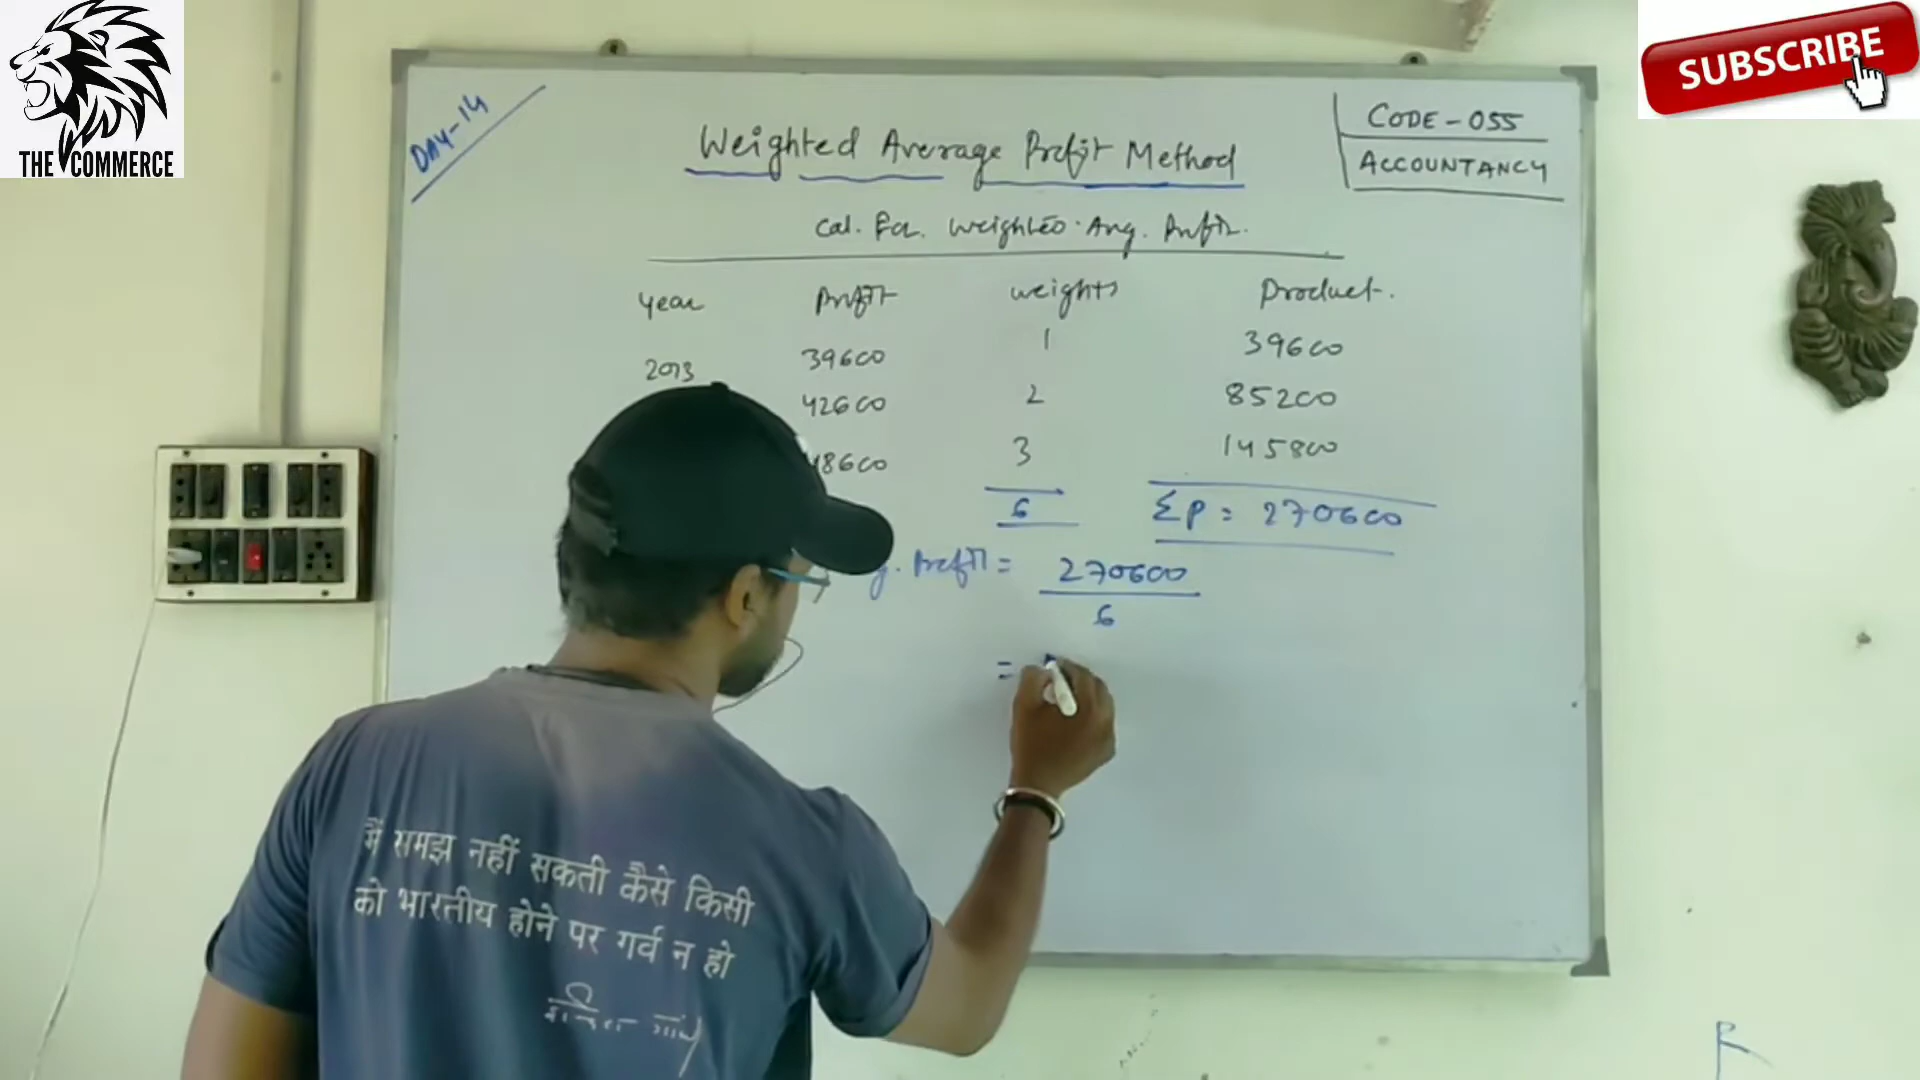 THE COMMERCE
SUBSCRIBE
DAY-14
CODE-055
ACCOUNTANCY
Weighted Average Profit Method
Cal. For. Weighted. Avg. Profit.
Year Profit weights Product.
2013 39600 1 39600
42600 2 85200
48600 3 145800
6 Σp = 270600
g. Profit = 270600
6
=
मैं समझ नहीं सकती कैसे किसी
को भारतीय होने पर गर्व न हो
R